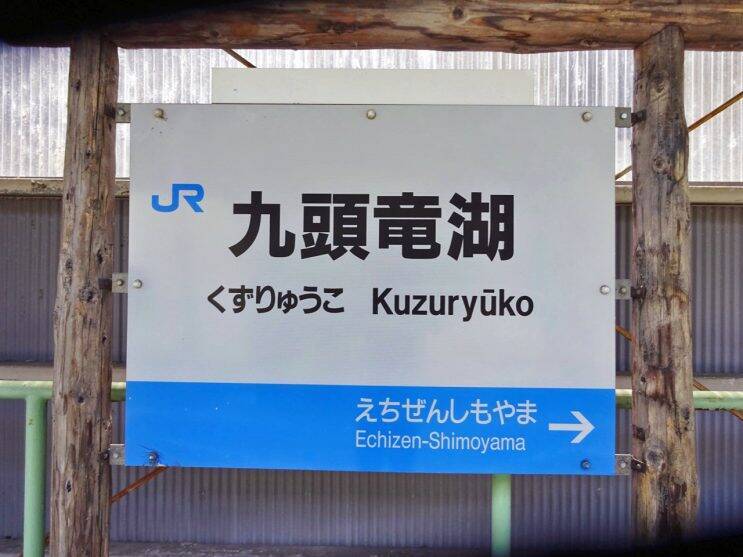 JR
九頭竜湖
くずりゅうこ Kuzuryūko
えちぜんしもやま →
Echizen-Shimoyama